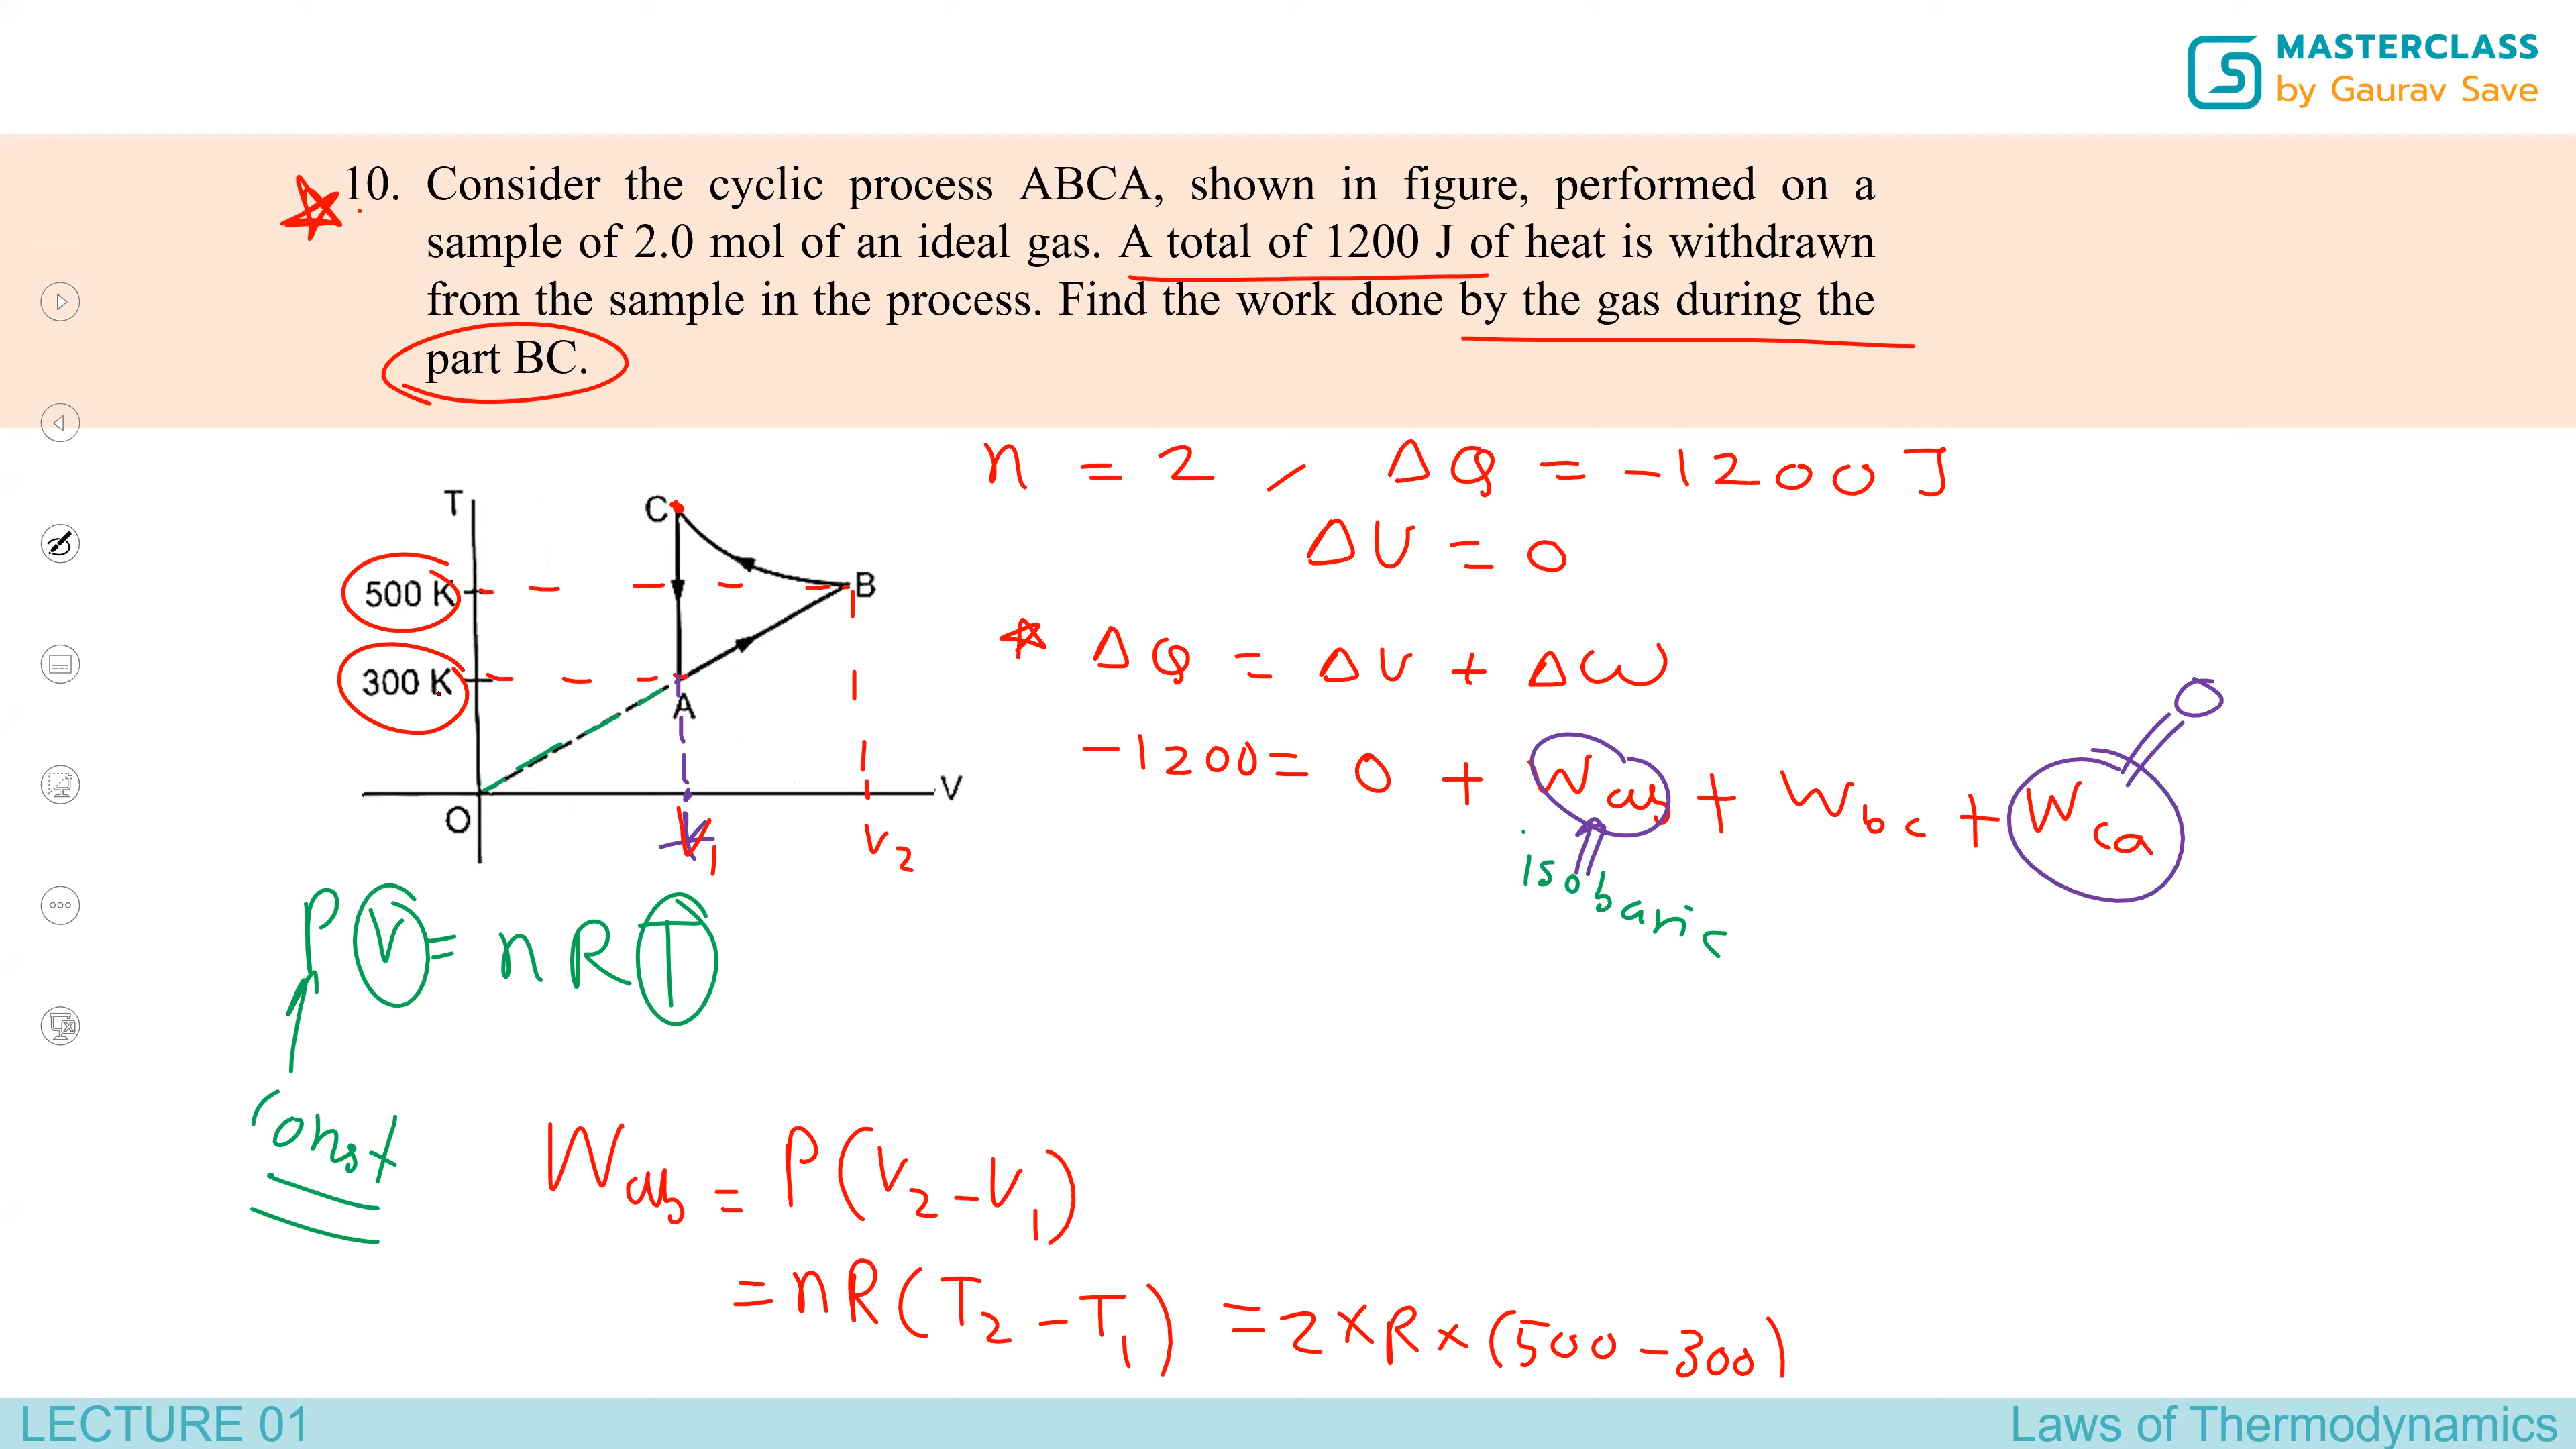 MASTERCLASS
by Gaurav Save
10. Consider the cyclic process ABCA, shown in figure, performed on a
sample of 2.0 mol of an ideal gas. A total of 1200 J of heat is withdrawn
from the sample in the process. Find the work done by the gas during the
part BC.
n = 2, ΔQ = -1200 J
ΔU = 0
ΔQ = ΔU + ΔW
-1200 = 0 + Wab + Wbc + Wca
0
isobaric
T
C
500 K
B
300 K
A
O
V
V1
V2
PV = nRT
Const
Wab = P(V2 - V1)
= nR(T2 - T1) = 2 × R × (500 - 300)
LECTURE 01
Laws of Thermodynamics